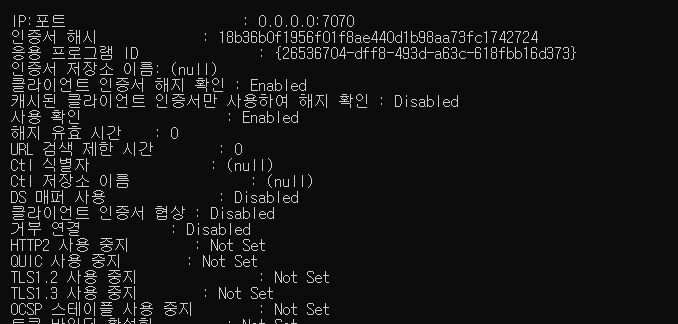 IP:포트 : 0.0.0.0:7070
인증서 해시 : 18b36b0f1956f01f8ae440d1b98aa73fc1742724
응용 프로그램 ID : {26536704-dff8-493d-a63c-618fbb16d373}
인증서 저장소 이름: (null)
클라이언트 인증서 해지 확인 : Enabled
캐시된 클라이언트 인증서만 사용하여 해지 확인 : Disabled
사용 확인 : Enabled
해지 유효 시간 : 0
URL 검색 제한 시간 : 0
Ctl 식별자 : (null)
Ctl 저장소 이름 : (null)
DS 매퍼 사용 : Disabled
클라이언트 인증서 협상 : Disabled
거부 연결 : Disabled
HTTP2 사용 중지 : Not Set
QUIC 사용 중지 : Not Set
TLS1.2 사용 중지 : Not Set
TLS1.3 사용 중지 : Not Set
OCSP 스테이플 사용 중지 : Not Set
: Not Set